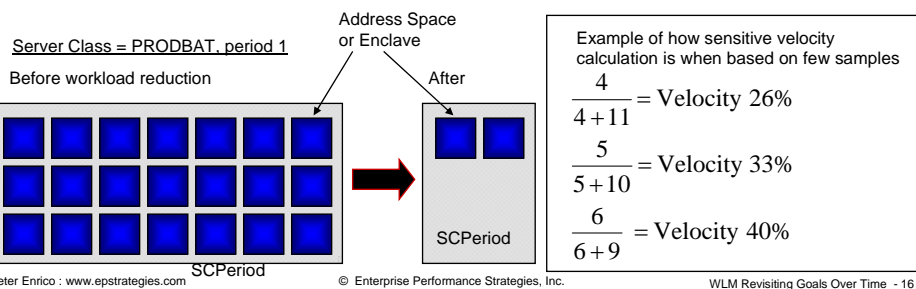 Address Space
or Enclave
Server Class = PRODBAT, period 1
Before workload reduction
After
SCPeriod
SCPeriod
Example of how sensitive velocity
calculation is when based on few samples
4
4+11
= Velocity 26%
5
5+10
= Velocity 33%
6
6+9
= Velocity 40%
eter Enrico : www.epstrategies.com
© Enterprise Performance Strategies, Inc.
WLM Revisiting Goals Over Time - 16